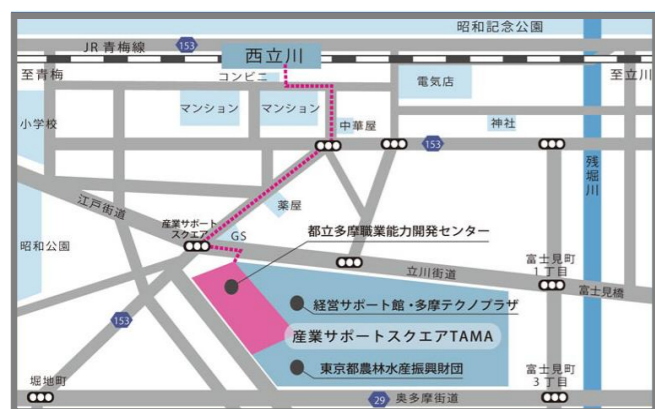 昭和記念公園
JR青梅線
153
西立川
至青梅
コンビニ
至立川
電気店
小学校
マンション
マンション
中華屋
神社
153
残堀川
江戸街道
薬屋
産業サポート
スクエア
GS
都立多摩職業能力開発センター
昭和公園
立川街道
富士見町
1丁目
富士見橋
経営サポート館・多摩テクノプラザ
153
産業サポートスクエアTAMA
東京都農林水産振興財団
堀地町
富士見町
3丁目
29
奥多摩街道